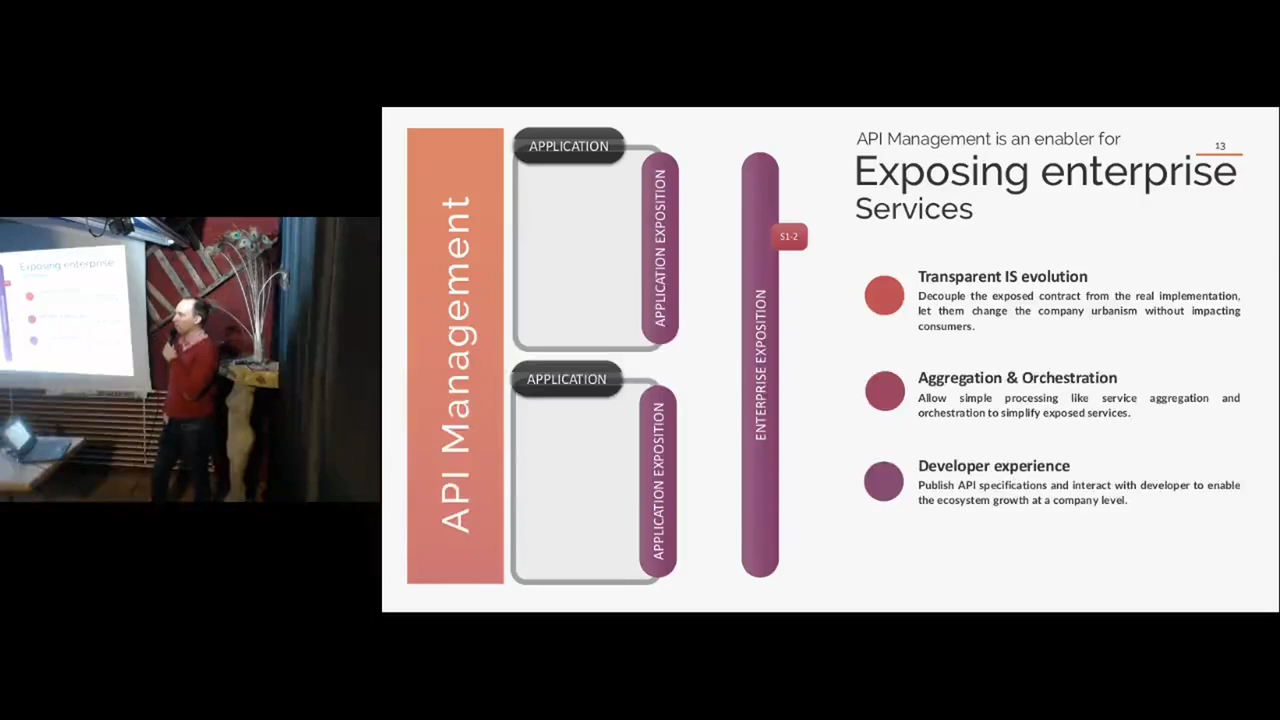 API Management
APPLICATION
APPLICATION EXPOSITION
APPLICATION
APPLICATION EXPOSITION
ENTERPRISE EXPOSITION
S1-2
API Management is an enabler for
13
Exposing enterprise
Services
Transparent IS evolution
Decouple the exposed contract from the real implementation,
let them change the company urbanism without impacting
consumers.
Aggregation & Orchestration
Allow simple processing like service aggregation and
orchestration to simplify exposed services.
Developer experience
Publish API specifications and interact with developer to enable
the ecosystem growth at a company level.
Exposing enterprise